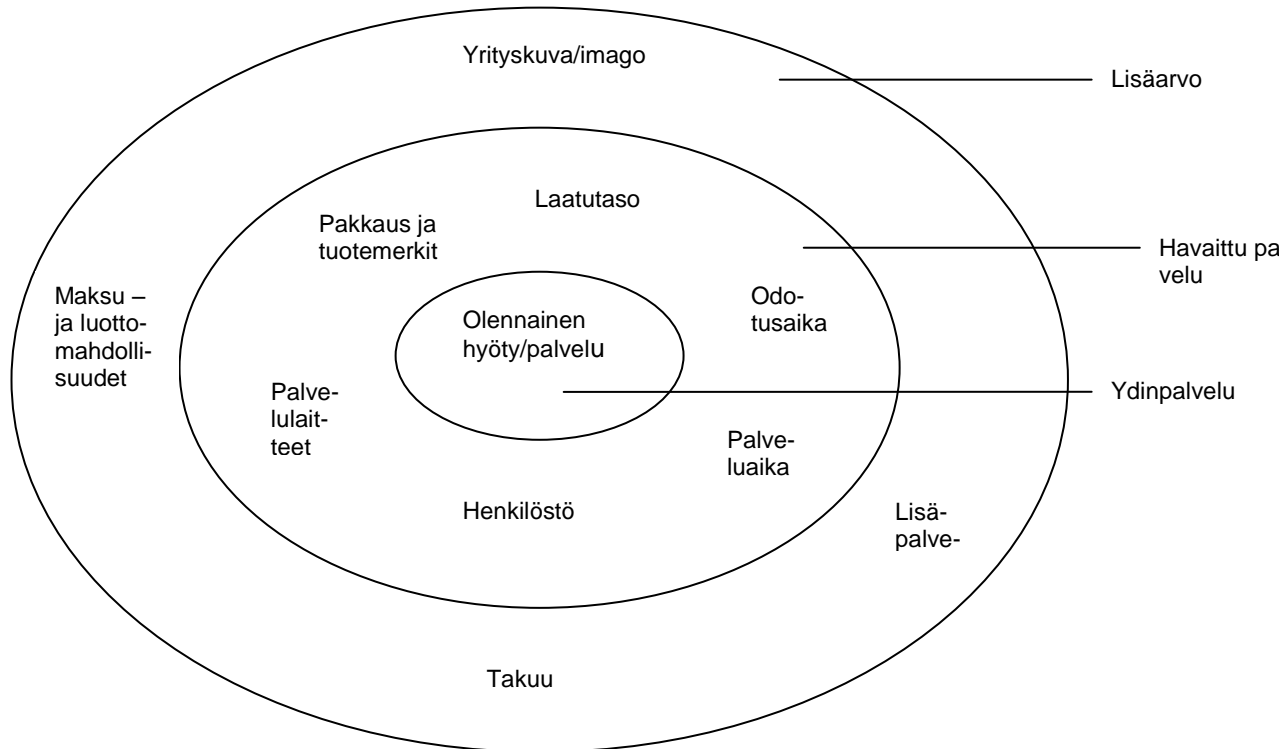 Yrityskuva/imago
Lisäarvo
Laatutaso
Pakkaus ja
tuotemerkit
Havaittu pa
velu
Maksu –
ja luotto-
mahdolli-
suudet
Odo-
tusaika
Olennainen
hyöty/palvelu
Ydinpalvelu
Palve-
lulait-
teet
Palve-
luaika
Henkilöstö
Lisä-
palve-
Takuu